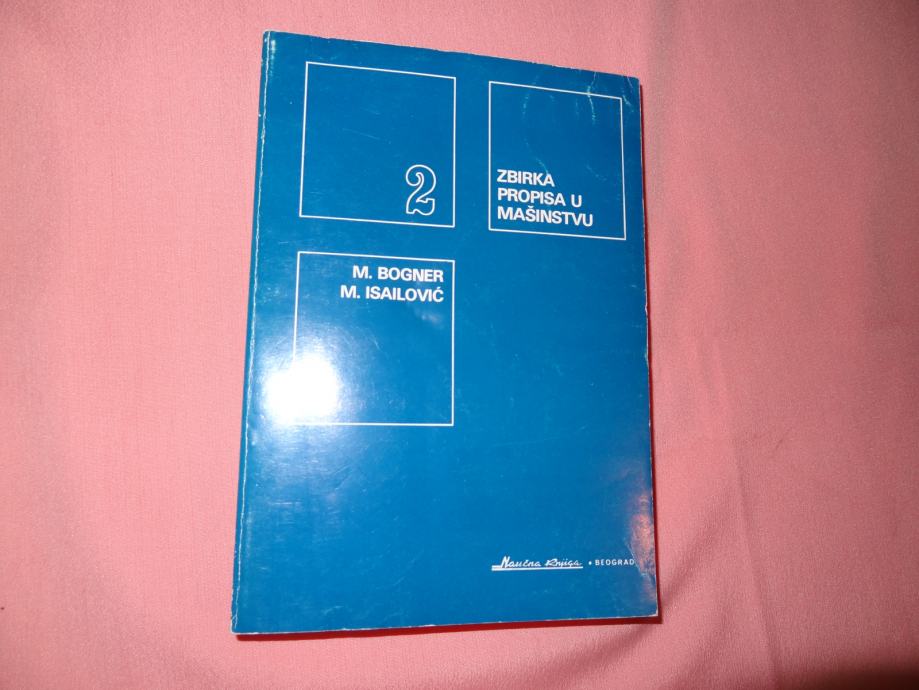 2
ZBIRKA
PROPISA U
MAŠINSTVU
M. BOGNER
M. ISAILOVIĆ
Naučna Knjiga • BEOGRAD